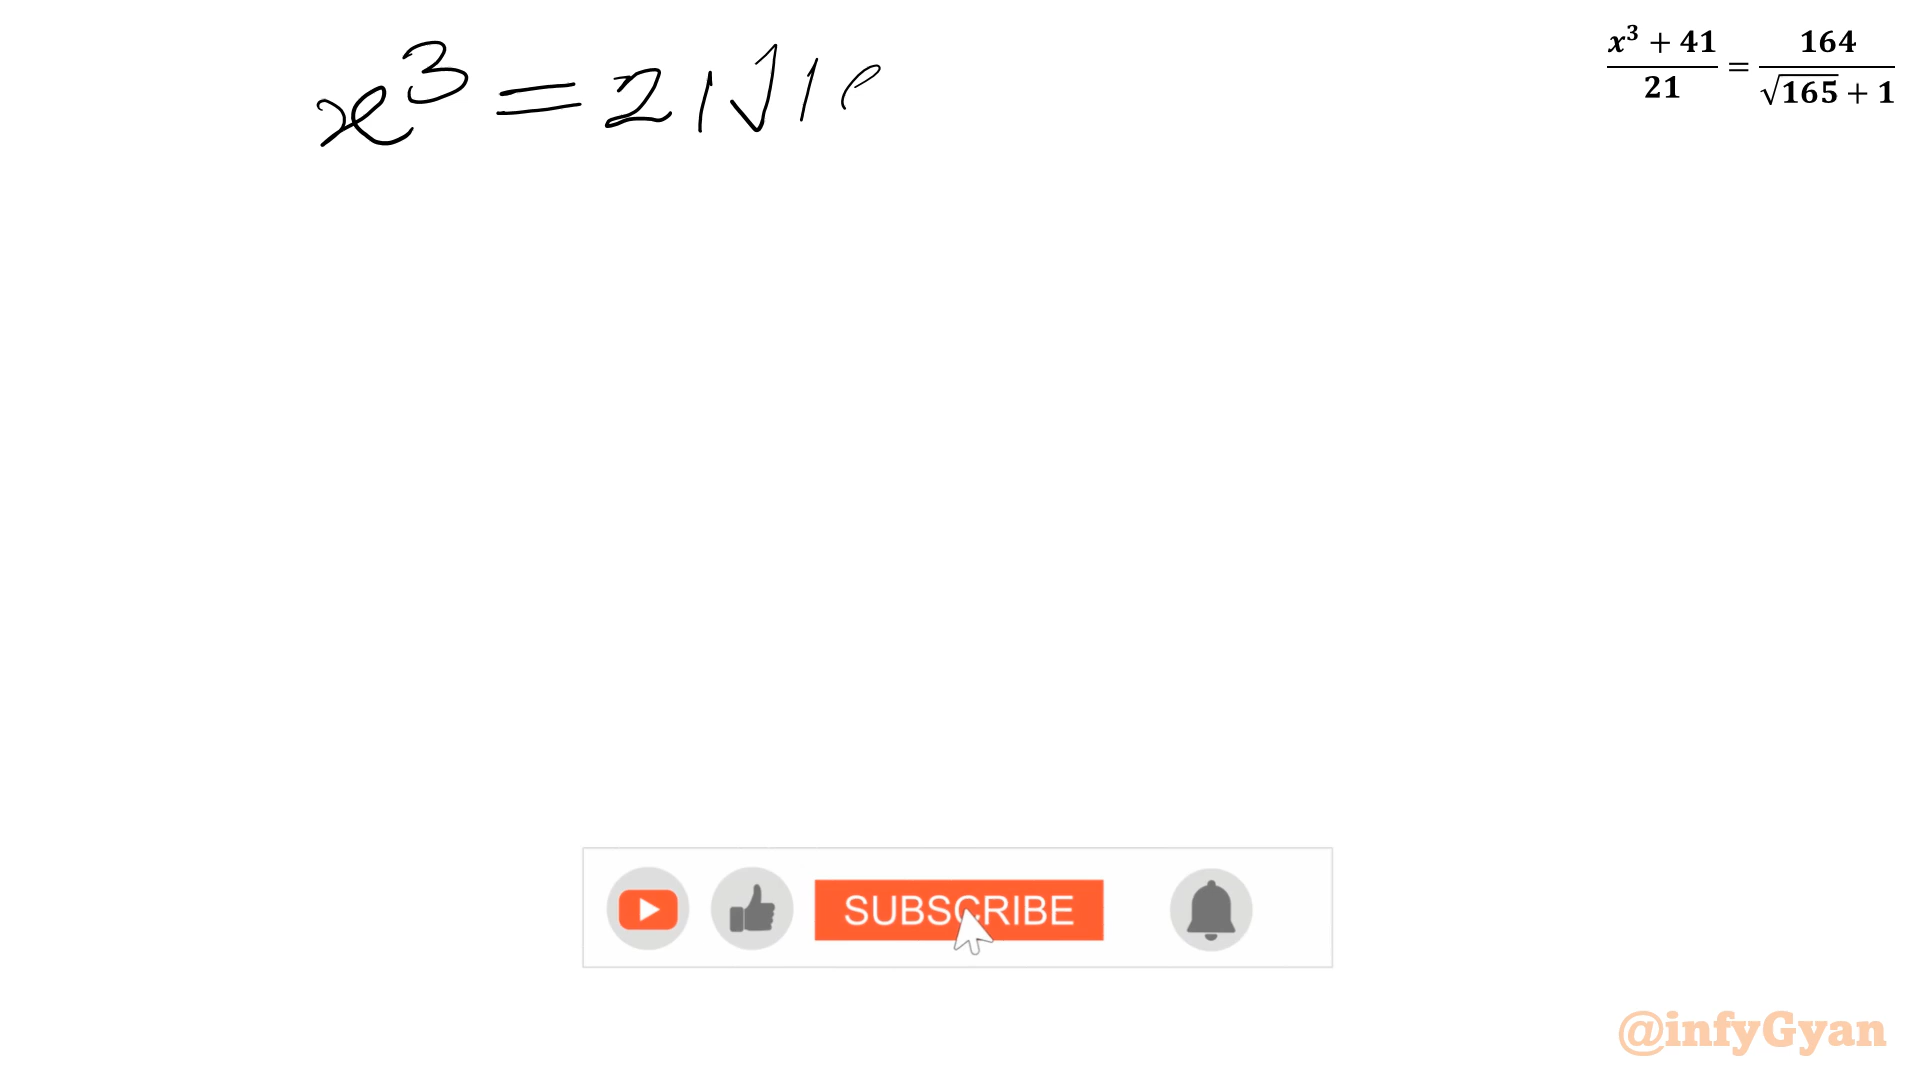 x³ = 21√1
x³ + 41 / 21 = 164 / √165 + 1
SUBSCRIBE
@infyGyan